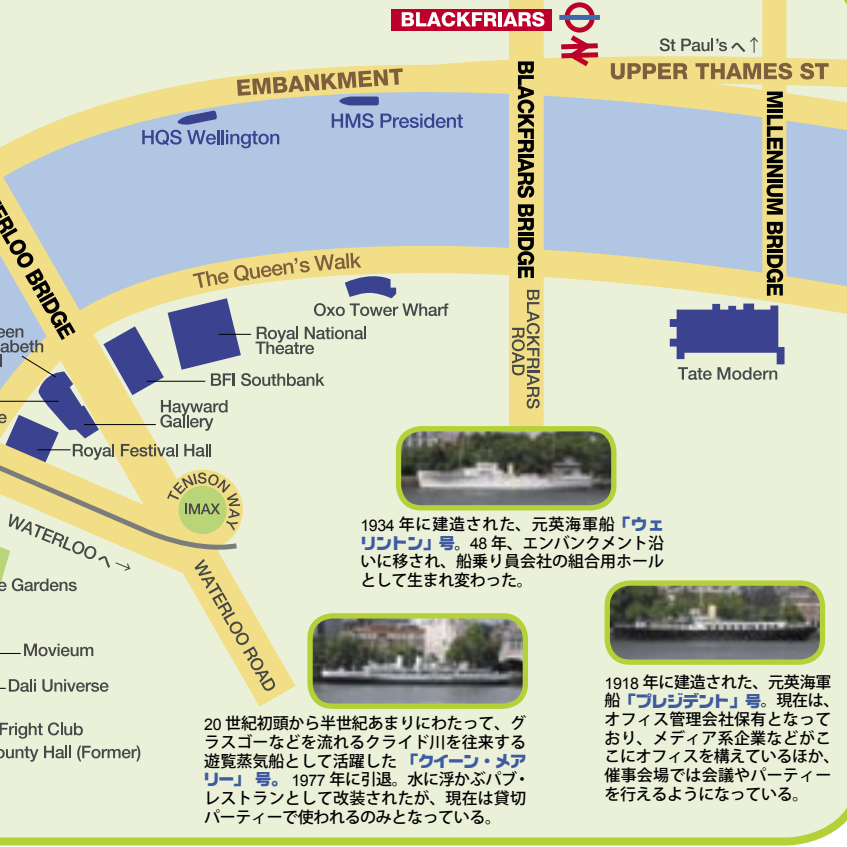 BLACKFRIARS
St Paul's へ ↑
UPPER THAMES ST
EMBANKMENT
HQS Wellington
HMS President
BLACKFRIARS BRIDGE
MILLENNIUM BRIDGE
ERLOO BRIDGE
The Queen's Walk
Oxo Tower Wharf
BLACKFRIARS
ROAD
Royal National
Theatre
een
abeth
BFI Southbank
Tate Modern
Hayward
Gallery
e
Royal Festival Hall
TENISON WAY
IMAX
WATERLOO へ →
WATERLOO ROAD
e Gardens
Movieum
Dali Universe
Fright Club
ounty Hall (Former)
1934 年に建造された、元英海軍船「ウェ
リントン」号。48 年、エンバンクメント沿
いに移され、船乗り員会社の組合用ホール
として生まれ変わった。
20 世紀初頭から半世紀あまりにわたって、グ
ラスゴーなどを流れるクライド川を往来する
遊覧蒸気船として活躍した 「クイーン・メア
リー」 号。 1977 年に引退。水に浮かぶパブ・
レストランとして改装されたが、現在は貸切
パーティーで使われるのみとなっている。
1918 年に建造された、元英海軍
船「プレジデント」号。現在は、
オフィス管理会社保有となって
おり、メディア系企業などがこ
こにオフィスを構えているほか、
催事会場では会議やパーティー
を行えるようになっている。